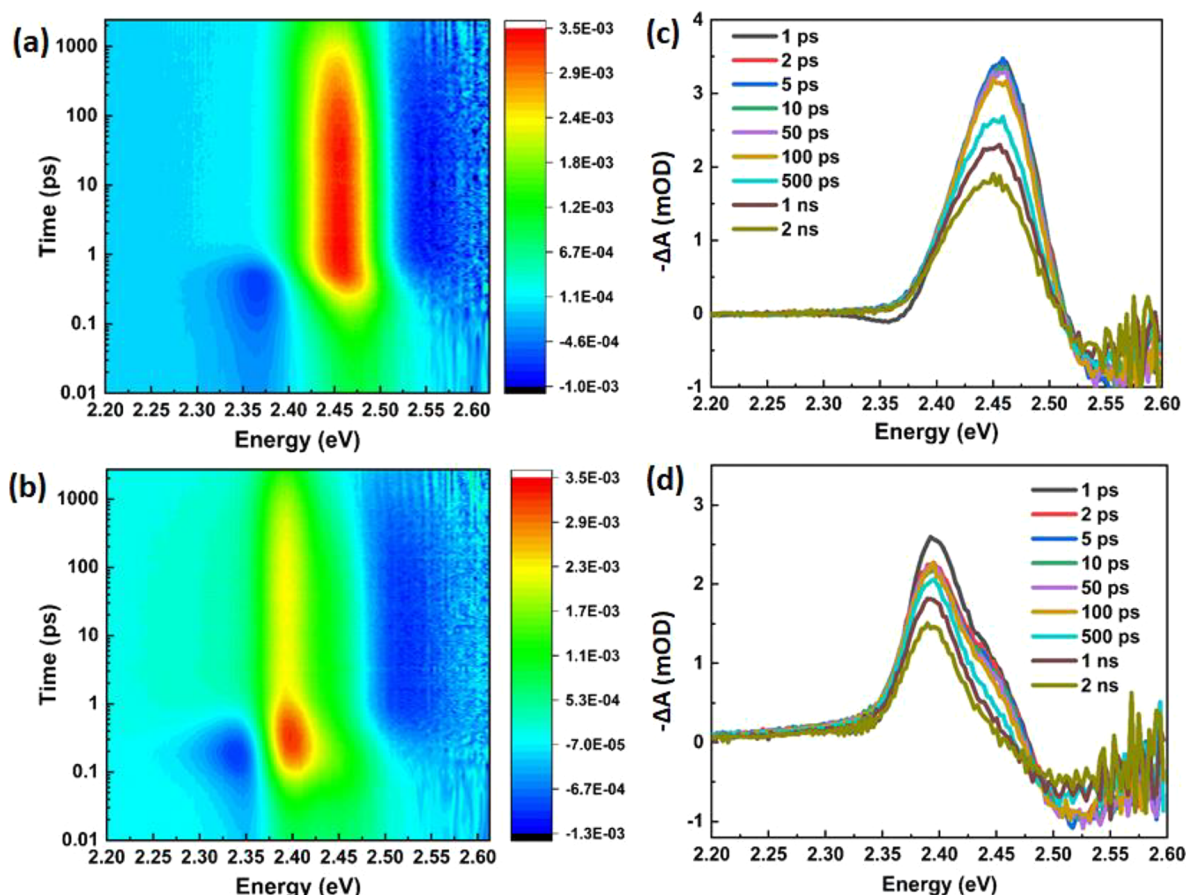 (a)
Time (ps)
1000
100
10
1
0.1
0.01
2.20 2.25 2.30 2.35 2.40 2.45 2.50 2.55 2.60
Energy (eV)
3.5E-03
2.9E-03
2.4E-03
1.8E-03
1.2E-03
6.7E-04
1.1E-04
-4.6E-04
-1.0E-03
(c)
-ΔA (mOD)
4
3
2
1
0
-1
1 ps
2 ps
5 ps
10 ps
50 ps
100 ps
500 ps
1 ns
2 ns
2.20 2.25 2.30 2.35 2.40 2.45 2.50 2.55 2.60
Energy (eV)
(b)
Time (ps)
1000
100
10
1
0.1
0.01
2.20 2.25 2.30 2.35 2.40 2.45 2.50 2.55 2.60
Energy (eV)
3.5E-03
2.9E-03
2.3E-03
1.7E-03
1.1E-03
5.3E-04
-7.0E-05
-6.7E-04
-1.3E-03
(d)
-ΔA (mOD)
3
2
1
0
-1
1 ps
2 ps
5 ps
10 ps
50 ps
100 ps
500 ps
1 ns
2 ns
2.20 2.25 2.30 2.35 2.40 2.45 2.50 2.55 2.60
Energy (eV)